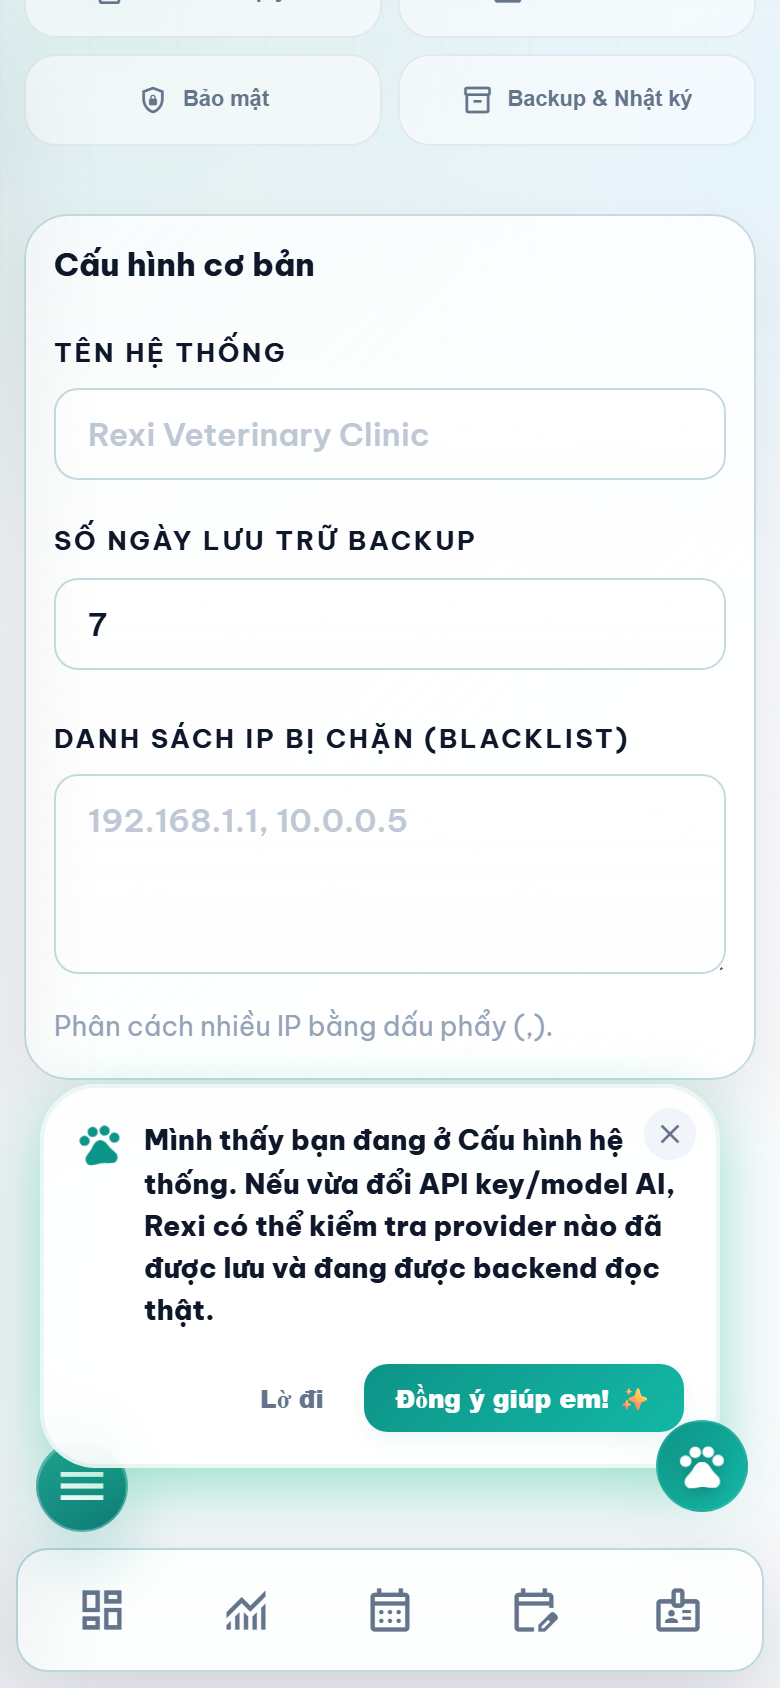 Bảo mật
Backup & Nhật ký
Cấu hình cơ bản
TÊN HỆ THỐNG
Rexi Veterinary Clinic
SỐ NGÀY LƯU TRỮ BACKUP
7
DANH SÁCH IP BỊ CHẶN (BLACKLIST)
192.168.1.1, 10.0.0.5
Phân cách nhiều IP bằng dấu phẩy (,).
Mình thấy bạn đang ở Cấu hình hệ
thống. Nếu vừa đổi API key/model AI,
Rexi có thể kiểm tra provider nào đã
được lưu và đang được backend đọc
thật.
Lờ đi
Đồng ý giúp em! ✨